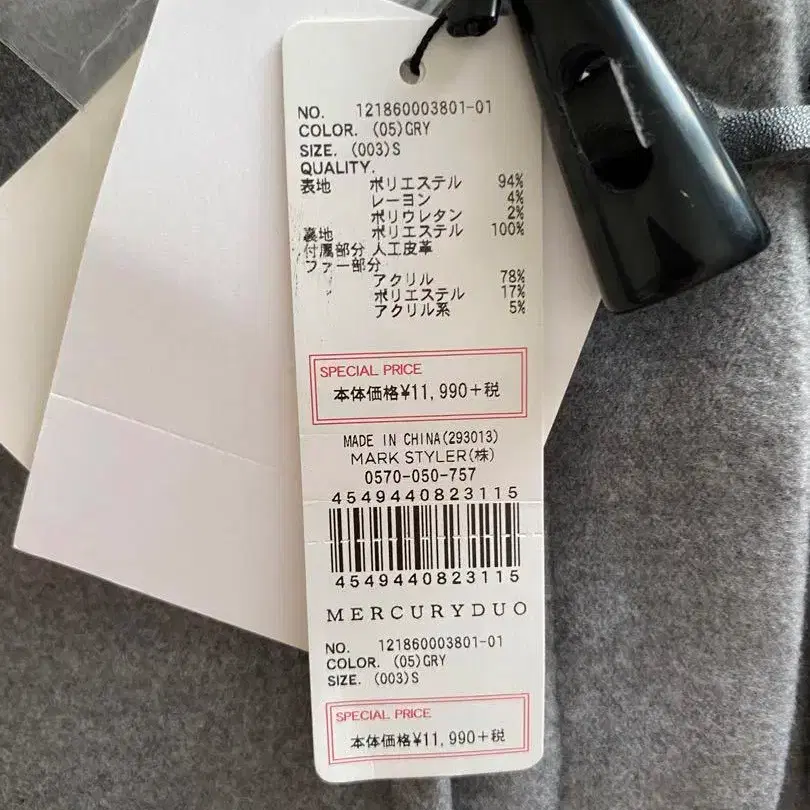 NO. 121860003801-01
COLOR. (05)GRY
SIZE. (003)S
QUALITY.
表地 ポリエステル 94%
レーヨン 4%
ポリウレタン 2%
裏地 ポリエステル 100%
付属部分 人工皮革
ファー部分
アクリル 78%
ポリエステル 17%
アクリル系 5%
SPECIAL PRICE
本体価格¥11,990+税
MADE IN CHINA(293013)
MARK STYLER(株)
0570-050-757
4549440823115
4549440823115
MERCURYDUO
NO. 121860003801-01
COLOR. (05)GRY
SIZE. (003)S
SPECIAL PRICE
本体価格¥11,990+税